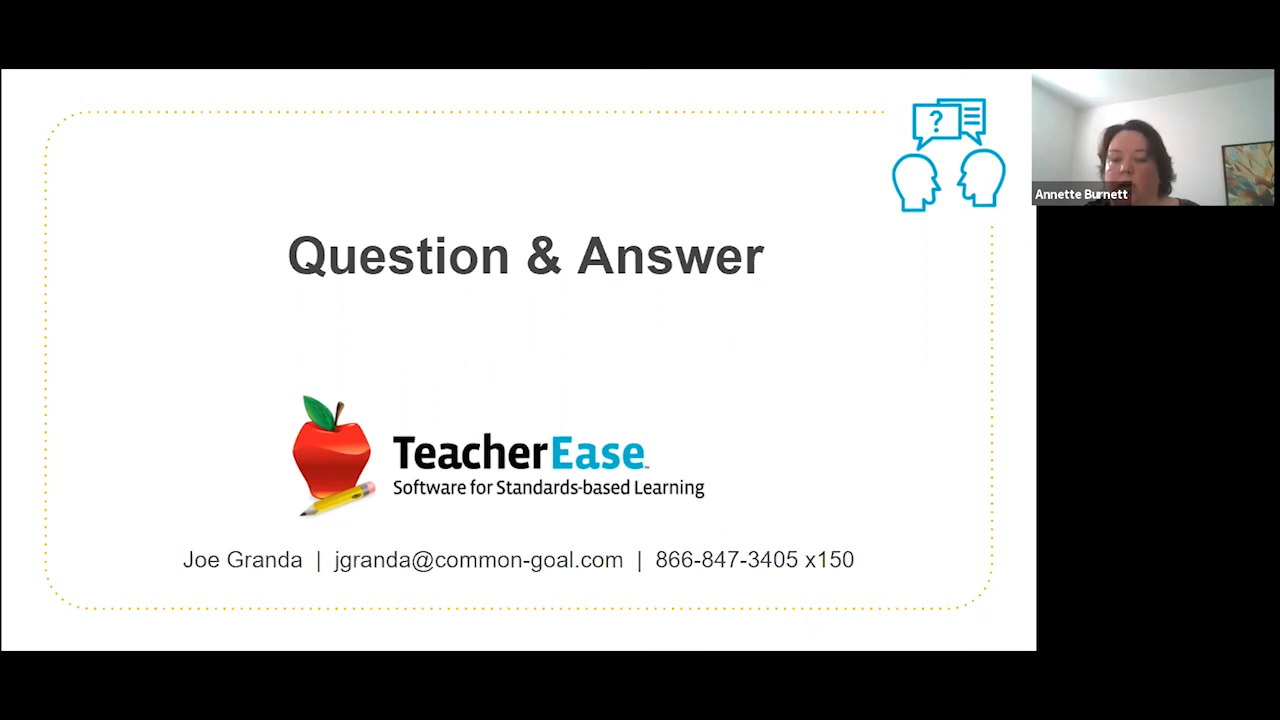 ?
Annette Burnett
Question & Answer
TeacherEase™
Software for Standards-based Learning
Joe Granda | jgranda@common-goal.com | 866-847-3405 x150